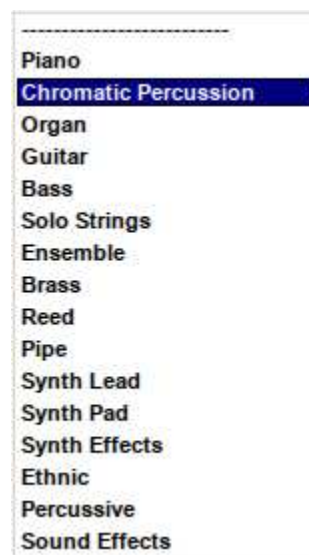 --------------------------
Piano
Chromatic Percussion
Organ
Guitar
Bass
Solo Strings
Ensemble
Brass
Reed
Pipe
Synth Lead
Synth Pad
Synth Effects
Ethnic
Percussive
Sound Effects